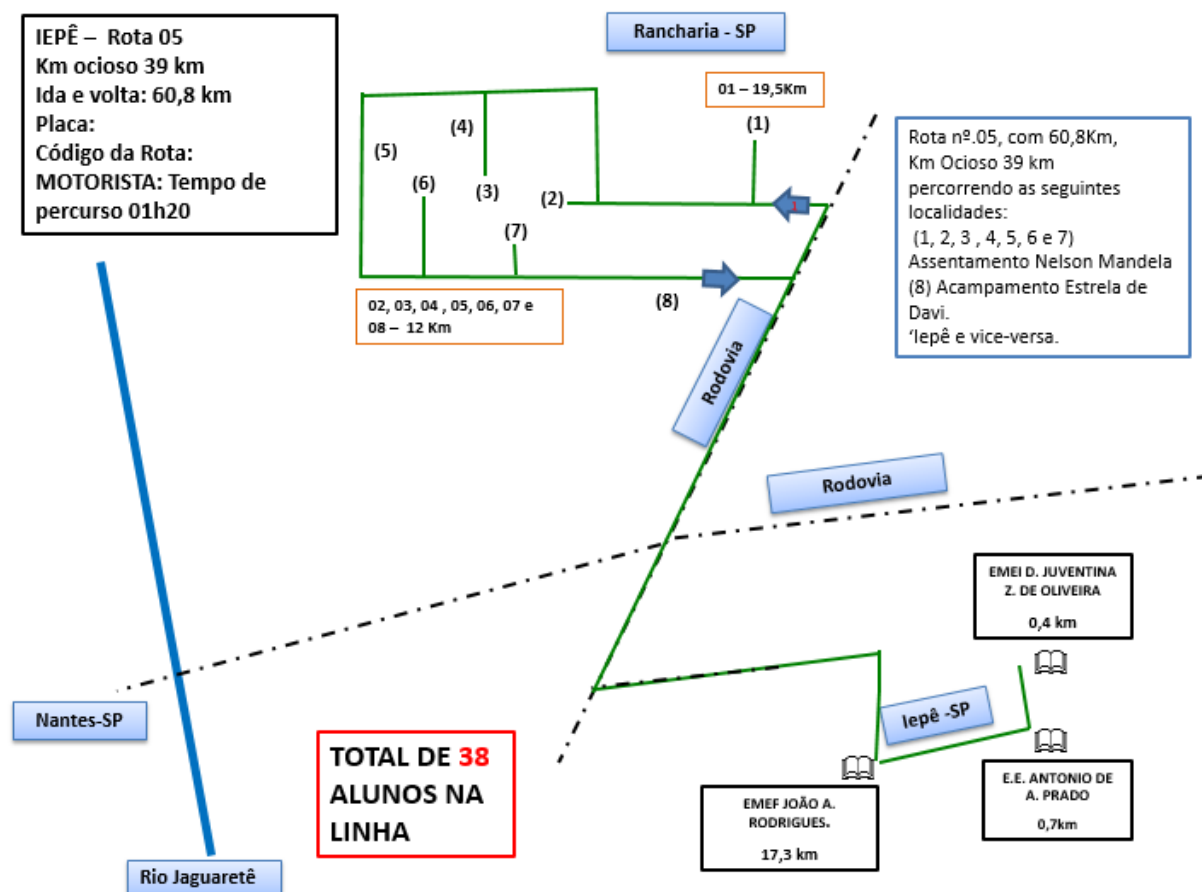 IEPÊ – Rota 05
Km ocioso 39 km
Ida e volta: 60,8 km
Placa:
Código da Rota:
MOTORISTA: Tempo de
percurso 01h20
Rancharia - SP
01 – 19,5Km
(1)
(4)
(5)
(6)
(3)
(2)
1
(7)
(8)
02, 03, 04 , 05, 06, 07 e
08 – 12 Km
Rota nº.05, com 60,8Km,
Km Ocioso 39 km
percorrendo as seguintes
localidades:
(1, 2, 3 , 4, 5, 6 e 7)
Assentamento Nelson Mandela
(8) Acampamento Estrela de
Davi.
‘Iepê e vice-versa.
Rodovia
Rodovia
EMEI D. JUVENTINA
Z. DE OLIVEIRA
0,4 km
Nantes-SP
Iepê -SP
TOTAL DE 38
ALUNOS NA
LINHA
EMEF JOÃO A.
RODRIGUES.
17,3 km
E.E. ANTONIO DE
A. PRADO
0,7km
Rio Jaguaretê